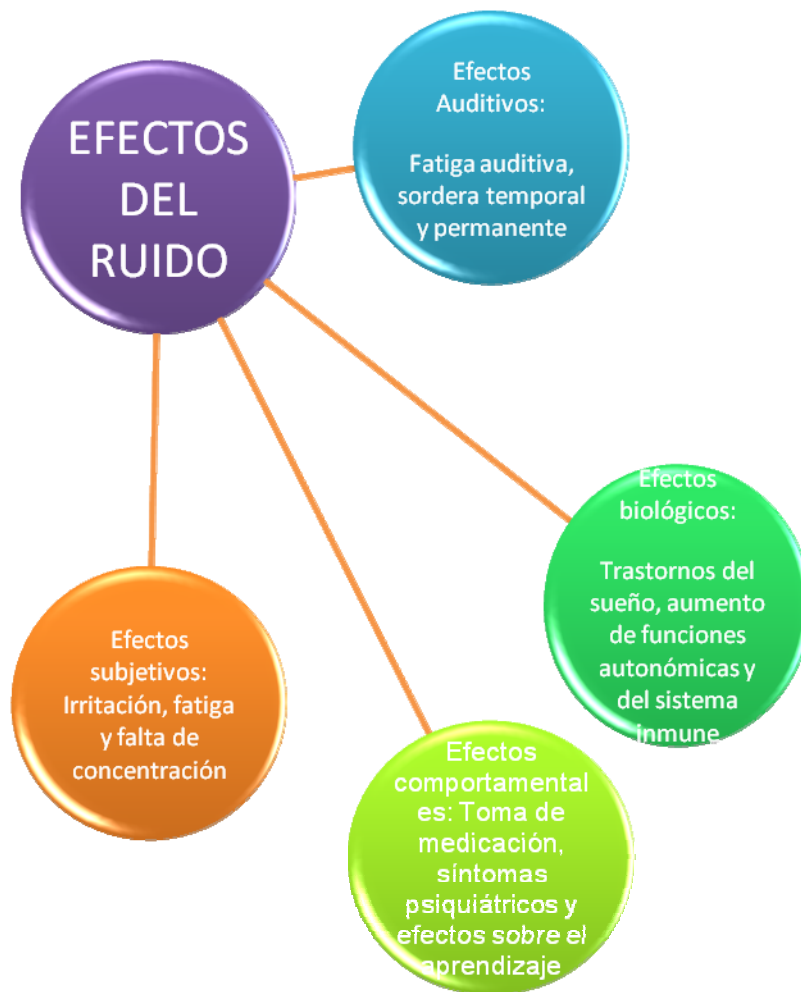 EFECTOS
DEL
RUIDO
Efectos
Auditivos:
Fatiga auditiva,
sordera temporal
y permanente
Efectos
biológicos:
Trastornos del
sueño, aumento
de funciones
autonómicas y
del sistema
inmune
Efectos
comportamental
es: Toma de
medicación,
síntomas
psiquiátricos y
efectos sobre el
aprendizaje
Efectos
subjetivos:
Irritación, fatiga
y falta de
concentración